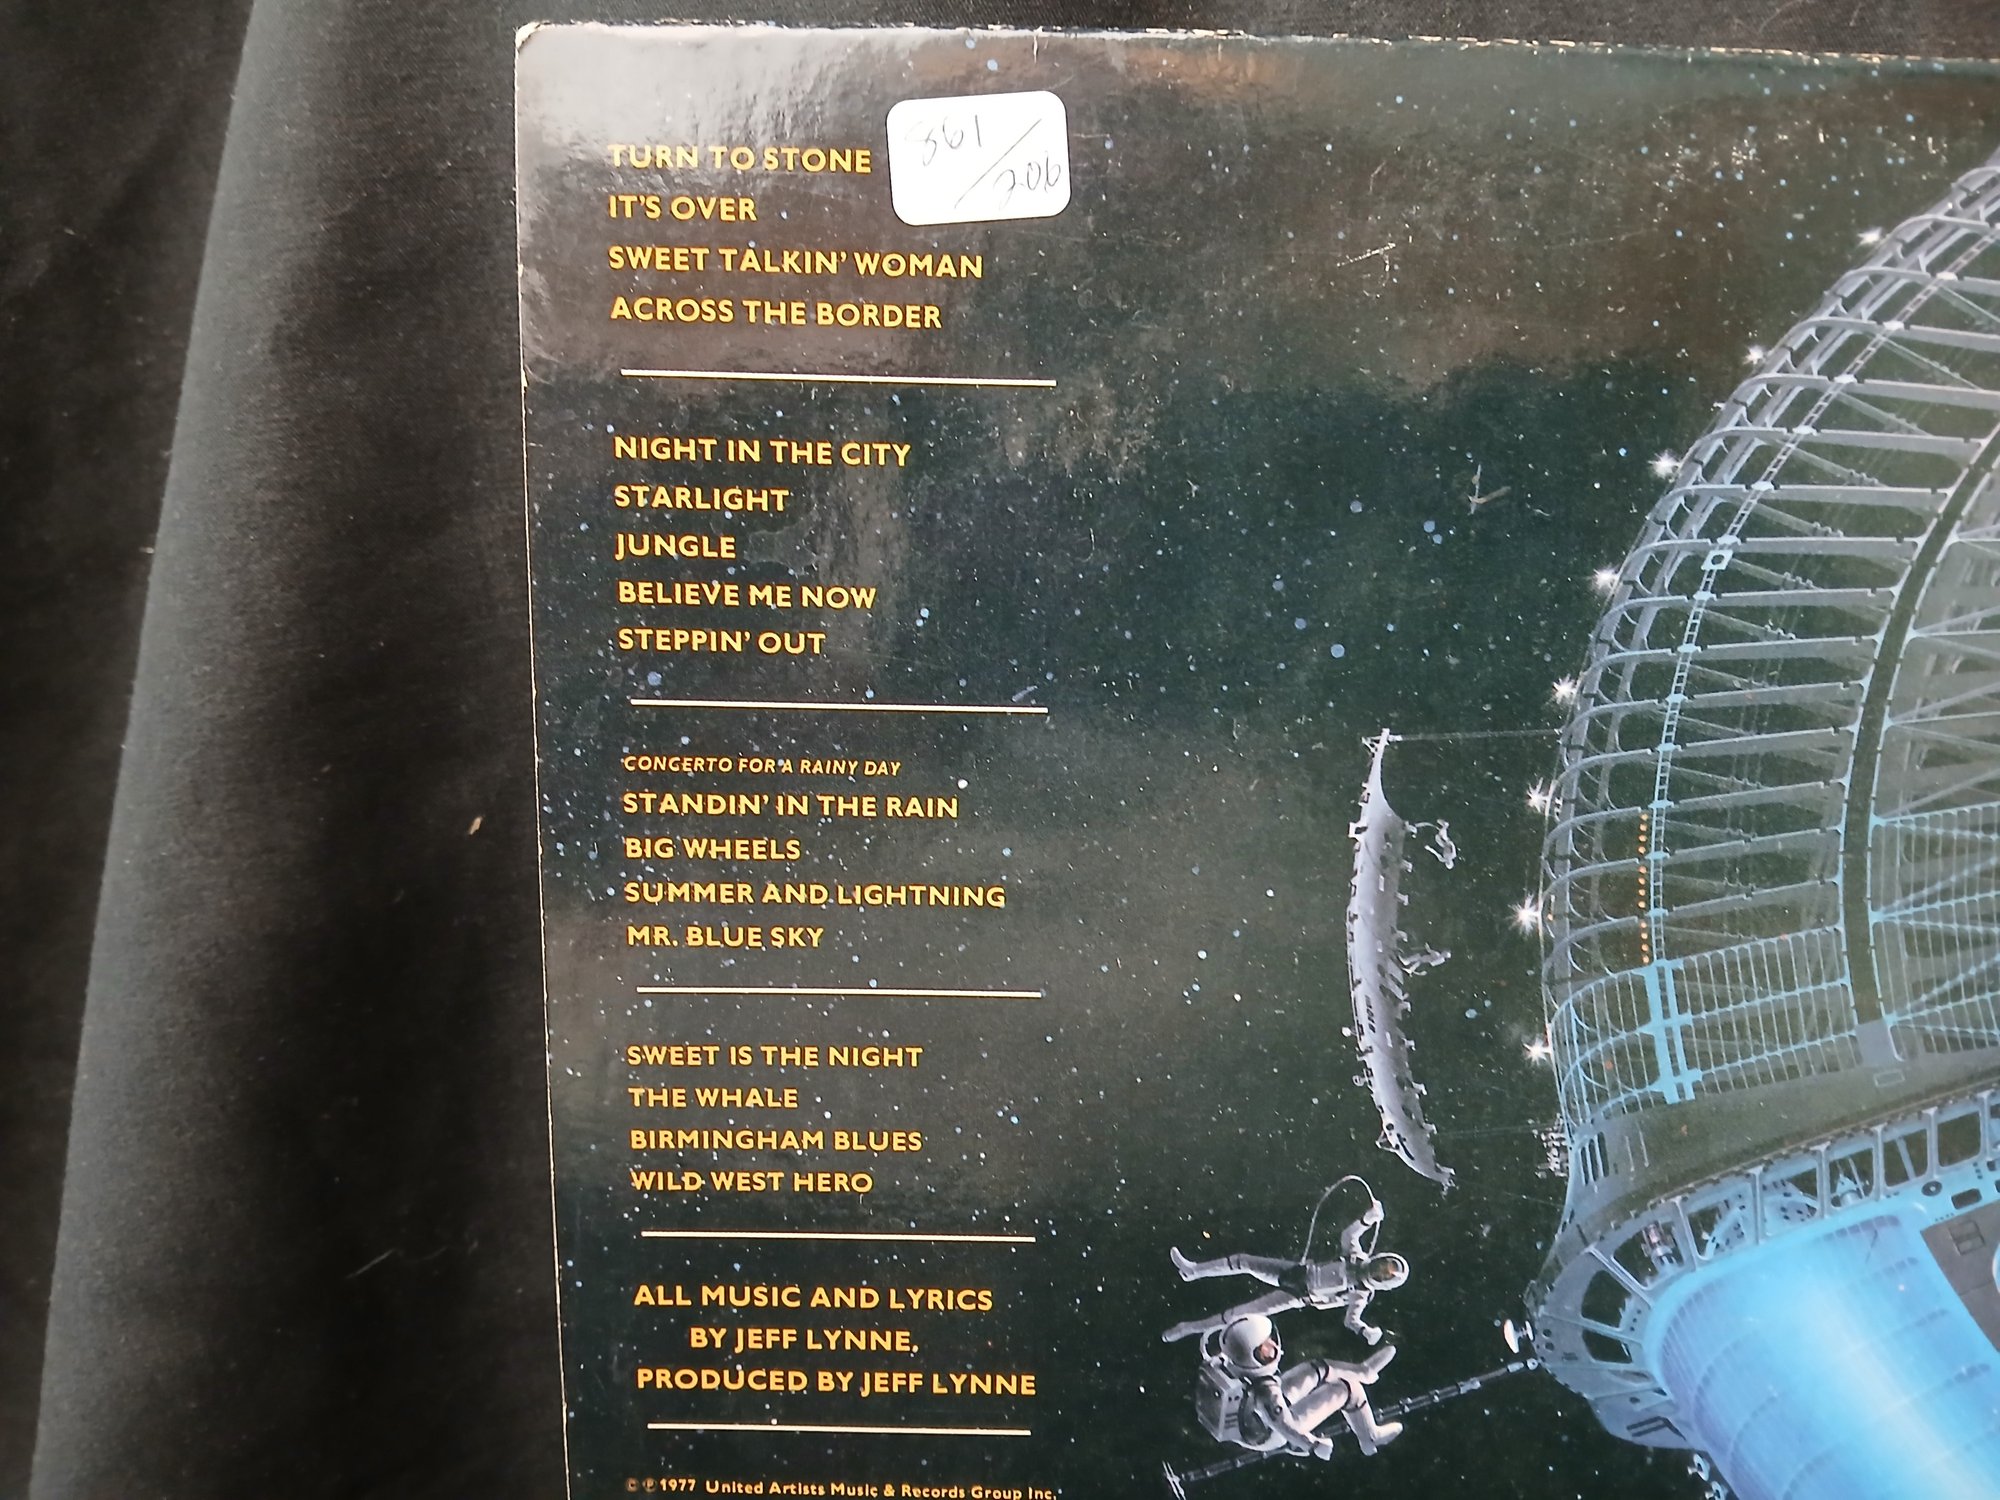 861/206
TURN TO STONE
IT'S OVER
SWEET TALKIN' WOMAN
ACROSS THE BORDER
NIGHT IN THE CITY
STARLIGHT
JUNGLE
BELIEVE ME NOW
STEPPIN' OUT
CONCERTO FOR A RAINY DAY
STANDIN' IN THE RAIN
BIG WHEELS
SUMMER AND LIGHTNING
MR. BLUE SKY
SWEET IS THE NIGHT
THE WHALE
BIRMINGHAM BLUES
WILD WEST HERO
ALL MUSIC AND LYRICS
BY JEFF LYNNE,
PRODUCED BY JEFF LYNNE
© ℗ 1977 United Artists Music & Records Group Inc.